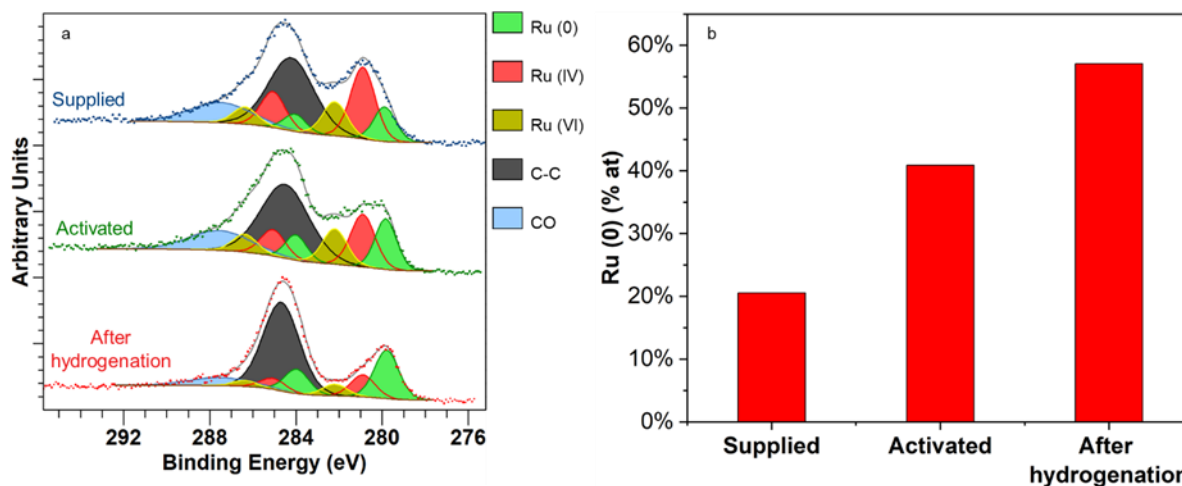 a
Supplied
Activated
After
hydrogenation
Arbitrary Units
292
288
284
280
276
Binding Energy (eV)
Ru (0)
Ru (IV)
Ru (VI)
C-C
CO
b
60%
50%
40%
30%
20%
10%
0%
Ru (0) (% at)
Supplied
Activated
After
hydrogenation